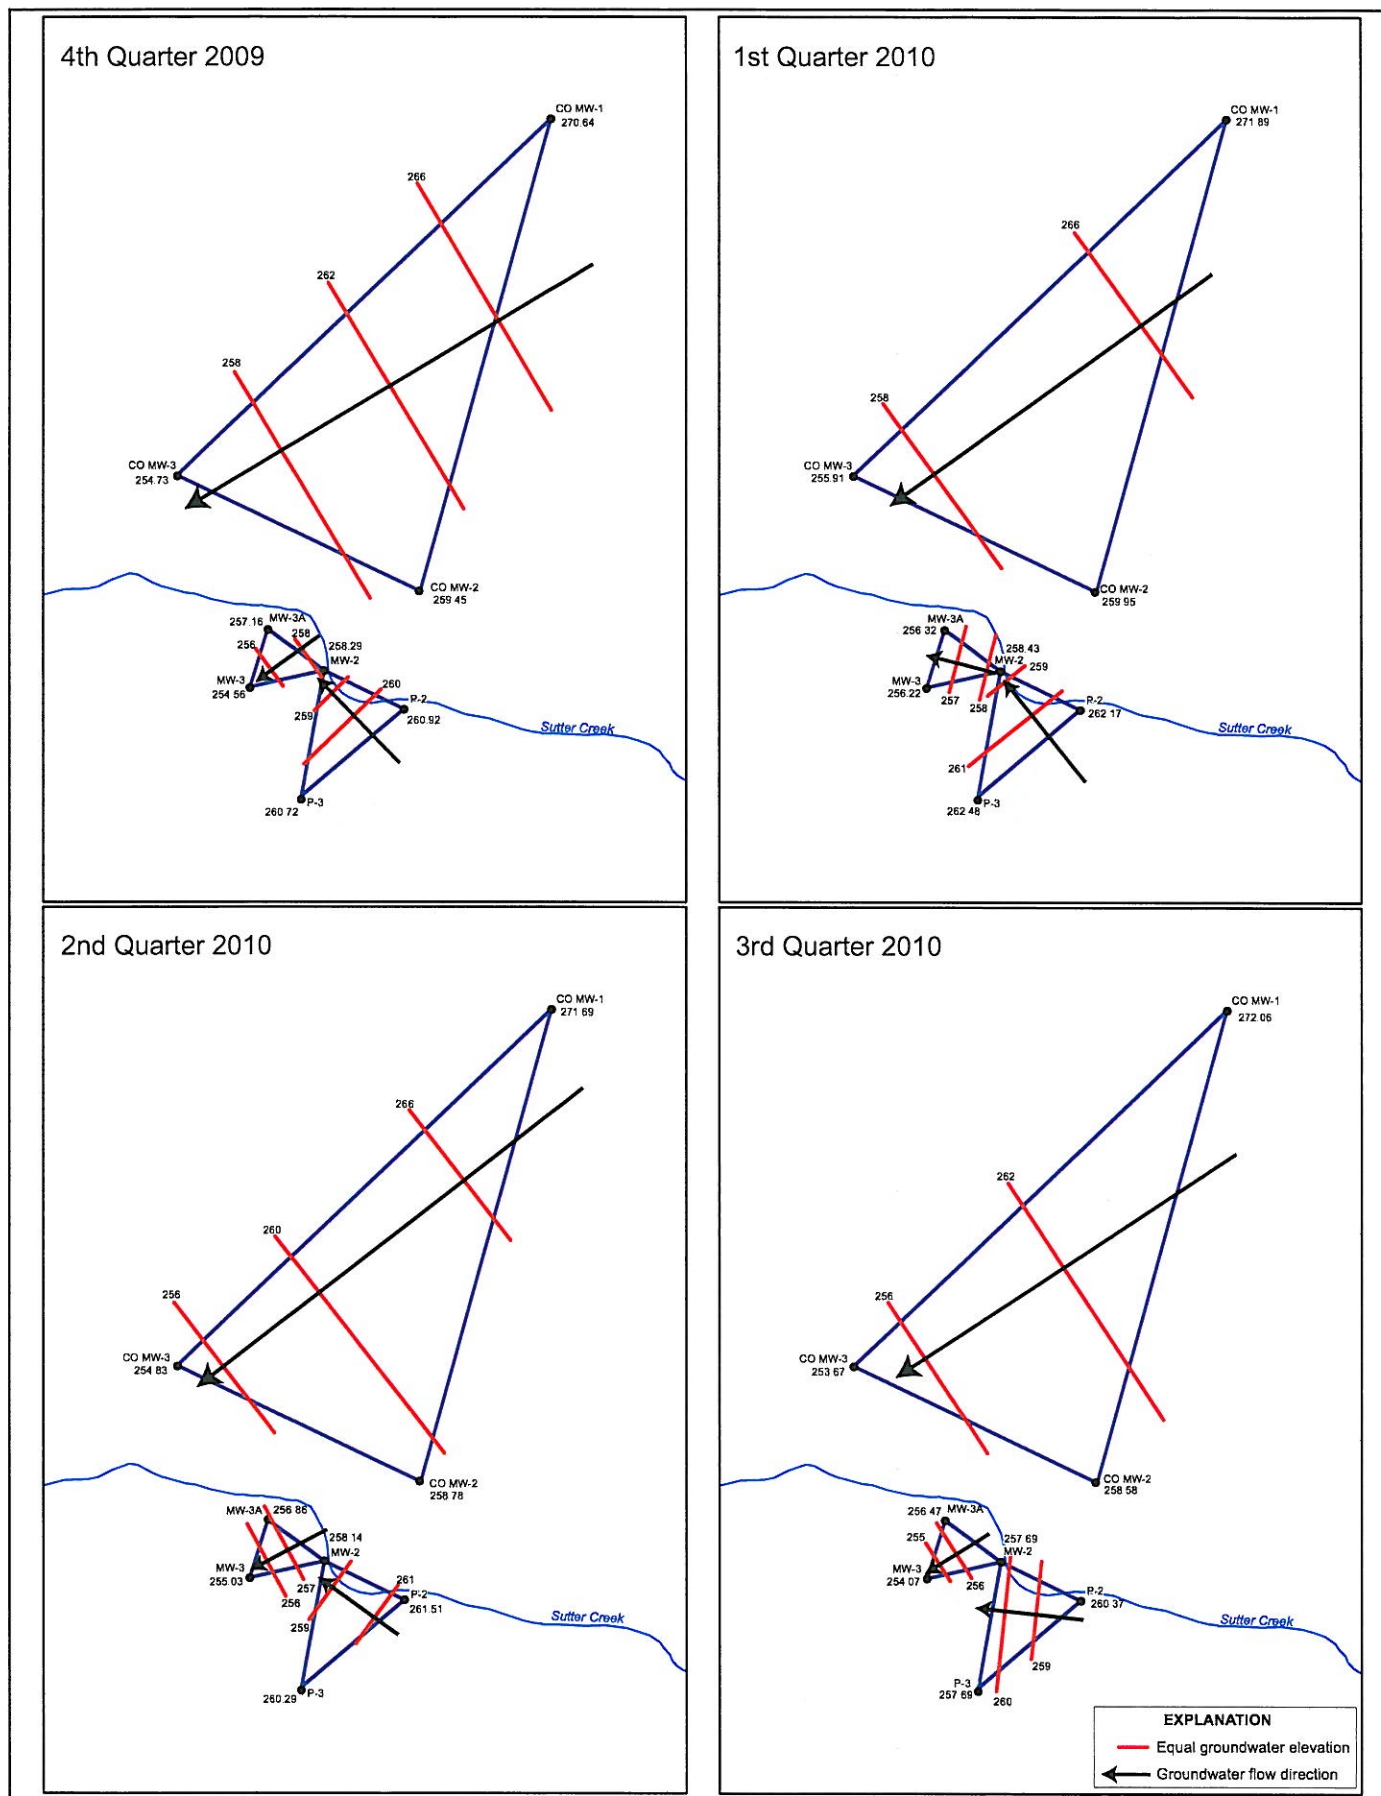 4th Quarter 2009
CO MW-1
270.64
266
262
258
CO MW-3
254.73
CO MW-2
259 45
MW-3A
257.16
258
258.29
256
MW-2
MW-3
254 56
260
P-2
260.92
259
Sutter Creek
P-3
260 72
1st Quarter 2010
CO MW-1
271 89
266
258
CO MW-3
255.91
CO MW-2
259 95
MW-3A
256 32
258.43
MW-2
259
MW-3
256.22
257
258
P-2
262 17
Sutter Creek
261
P-3
262 48
2nd Quarter 2010
CO MW-1
271 69
266
260
256
CO MW-3
254 83
CO MW-2
258 78
MW-3A
256 86
258 14
MW-2
MW-3
255.03
257
256
261
P-2
261.51
259
Sutter Creek
P-3
260.29
3rd Quarter 2010
CO MW-1
272 06
262
256
CO MW-3
253 67
CO MW-2
258 58
256 47
MW-3A
255
257 69
MW-2
MW-3
254 07
256
P-2
260 37
Sutter Creek
259
P-3
257 69
260
EXPLANATION
Equal groundwater elevation
Groundwater flow direction